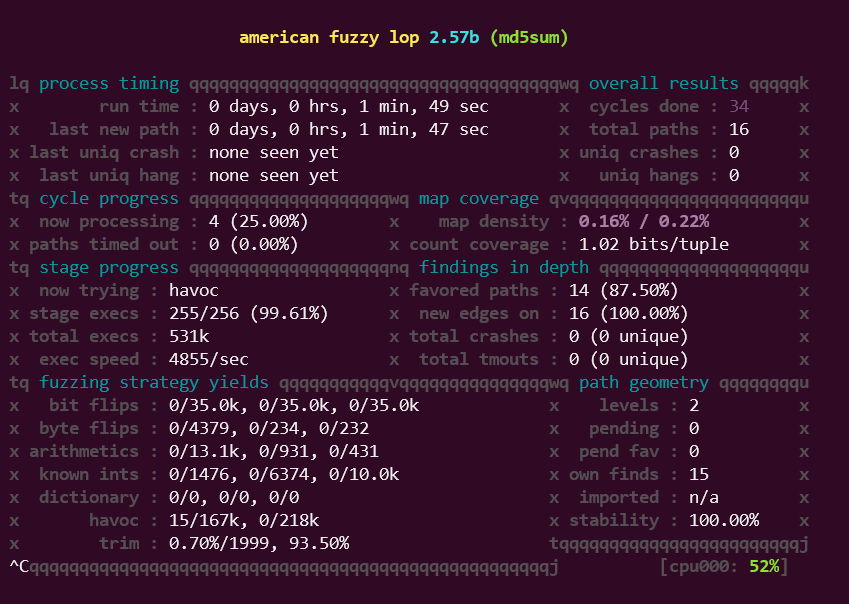 american fuzzy lop 2.57b (md5sum)
lq process timing qqqqqqqqqqqqqqqqqqqqqqqqqqqqqqqqqqqqqwq overall results qqqqqk
x        run time : 0 days, 0 hrs, 1 min, 49 sec       x  cycles done : 34     x
x   last new path : 0 days, 0 hrs, 1 min, 47 sec       x  total paths : 16     x
x last uniq crash : none seen yet                      x uniq crashes : 0      x
x  last uniq hang : none seen yet                      x   uniq hangs : 0      x
tq cycle progress qqqqqqqqqqqqqqqqqqqqwq map coverage qvqqqqqqqqqqqqqqqqqqqqqqqu
x  now processing : 4 (25.00%)        x    map density : 0.16% / 0.22%         x
x paths timed out : 0 (0.00%)         x count coverage : 1.02 bits/tuple       x
tq stage progress qqqqqqqqqqqqqqqqqqqqnq findings in depth qqqqqqqqqqqqqqqqqqqqu
x  now trying : havoc                 x favored paths : 14 (87.50%)            x
x stage execs : 255/256 (99.61%)      x  new edges on : 16 (100.00%)           x
x total execs : 531k                  x total crashes : 0 (0 unique)           x
x  exec speed : 4855/sec              x  total tmouts : 0 (0 unique)           x
tq fuzzing strategy yields qqqqqqqqqqqvqqqqqqqqqqqqqqqwq path geometry qqqqqqqqu
x   bit flips : 0/35.0k, 0/35.0k, 0/35.0k             x    levels : 2          x
x  byte flips : 0/4379, 0/234, 0/232                  x   pending : 0          x
x arithmetics : 0/13.1k, 0/931, 0/431                 x  pend fav : 0          x
x  known ints : 0/1476, 0/6374, 0/10.0k               x own finds : 15         x
x  dictionary : 0/0, 0/0, 0/0                         x  imported : n/a        x
x       havoc : 15/167k, 0/218k                       x stability : 100.00%    x
x        trim : 0.70%/1999, 93.50%                    tqqqqqqqqqqqqqqqqqqqqqqqqj
^Cqqqqqqqqqqqqqqqqqqqqqqqqqqqqqqqqqqqqqqqqqqqqqqqqqqqqj          [cpu000: 52%]